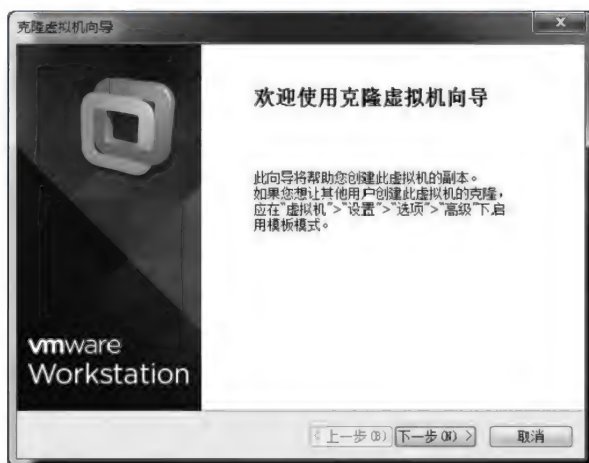 克隆虚拟机向导
欢迎使用克隆虚拟机向导
此向导将帮助您创建此虚拟机的副本。
如果您想让其他用户创建此虚拟机的克隆，
应在"虚拟机">"设置">"选项">"高级"下启
用模板模式。
vmware
Workstation
< 上一步(B) 下一步(N) > 取消